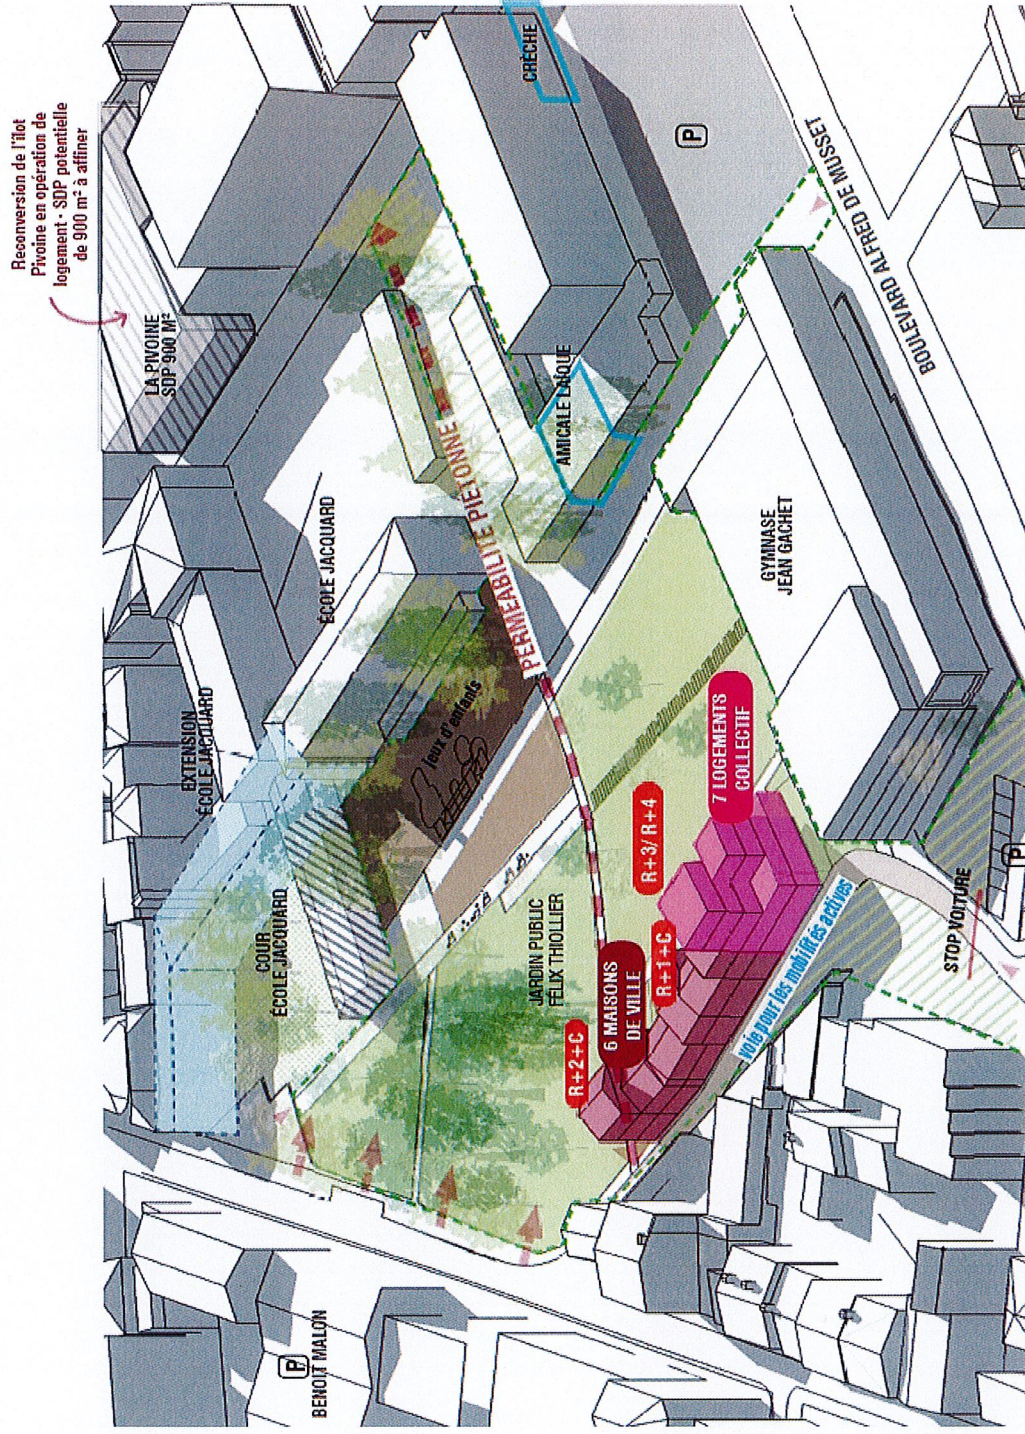 Reconversion de l'îlot
Pivoine en opération de
logement - SDP potentielle
de 900 m² à affiner
LA PIVOINE
SDP 900 M²
CRÈCHE
P
BOULEVARD ALFRED DE MUSSET
AMICALE LAÏQUE
PERMEABILITE PIETONNE
ÉCOLE JACQUARD
GYMNASE
JEAN GACHET
EXTENSION
ÉCOLE JACQUARD
Jeux d'enfants
7 LOGEMENTS
COLLECTIF
R+3/ R+4
COUR
ÉCOLE JACQUARD
JARDIN PUBLIC
FÉLIX THIOLLIER
R+1+C
6 MAISONS
DE VILLE
R+2+C
voie pour les mobilités actives
STOP VOITURE
P
P
BENOIT MALON